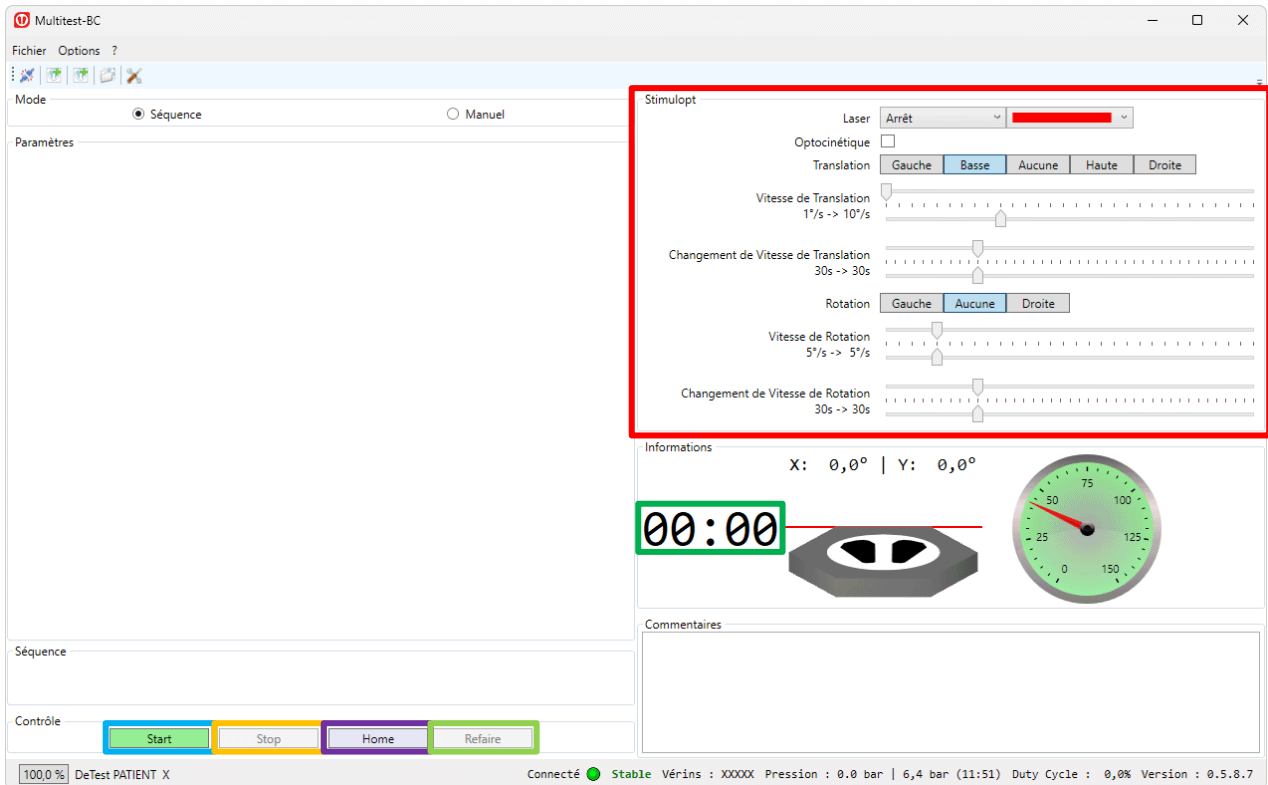 Multitest-BC
Fichier Options ?
Mode
Séquence Manuel
Paramètres
Stimulopt
Laser Arrêt
Optocinétique
Translation Gauche Basse Aucune Haute Droite
Vitesse de Translation
1°/s -> 10°/s
Changement de Vitesse de Translation
30s -> 30s
Rotation Gauche Aucune Droite
Vitesse de Rotation
5°/s -> 5°/s
Changement de Vitesse de Rotation
30s -> 30s
Informations
X: 0,0° | Y: 0,0°
00:00
0 25 50 75 100 125 150
Séquence
Contrôle
Start Stop Home Refaire
Commentaires
100,0 % DeTest PATIENT X
Connecté Stable Vérins : XXXXX Pression : 0.0 bar | 6,4 bar (11:51) Duty Cycle : 0,0% Version : 0.5.8.7